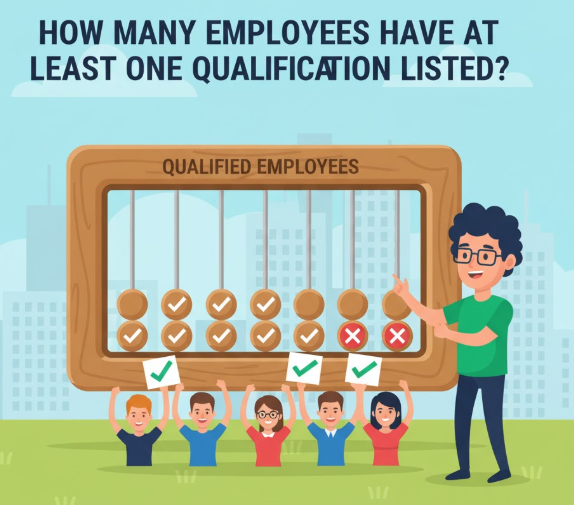 HOW MANY EMPLOYEES HAVE AT
LEAST ONE QUALIFICATION LISTED?
QUALIFIED EMPLOYEES